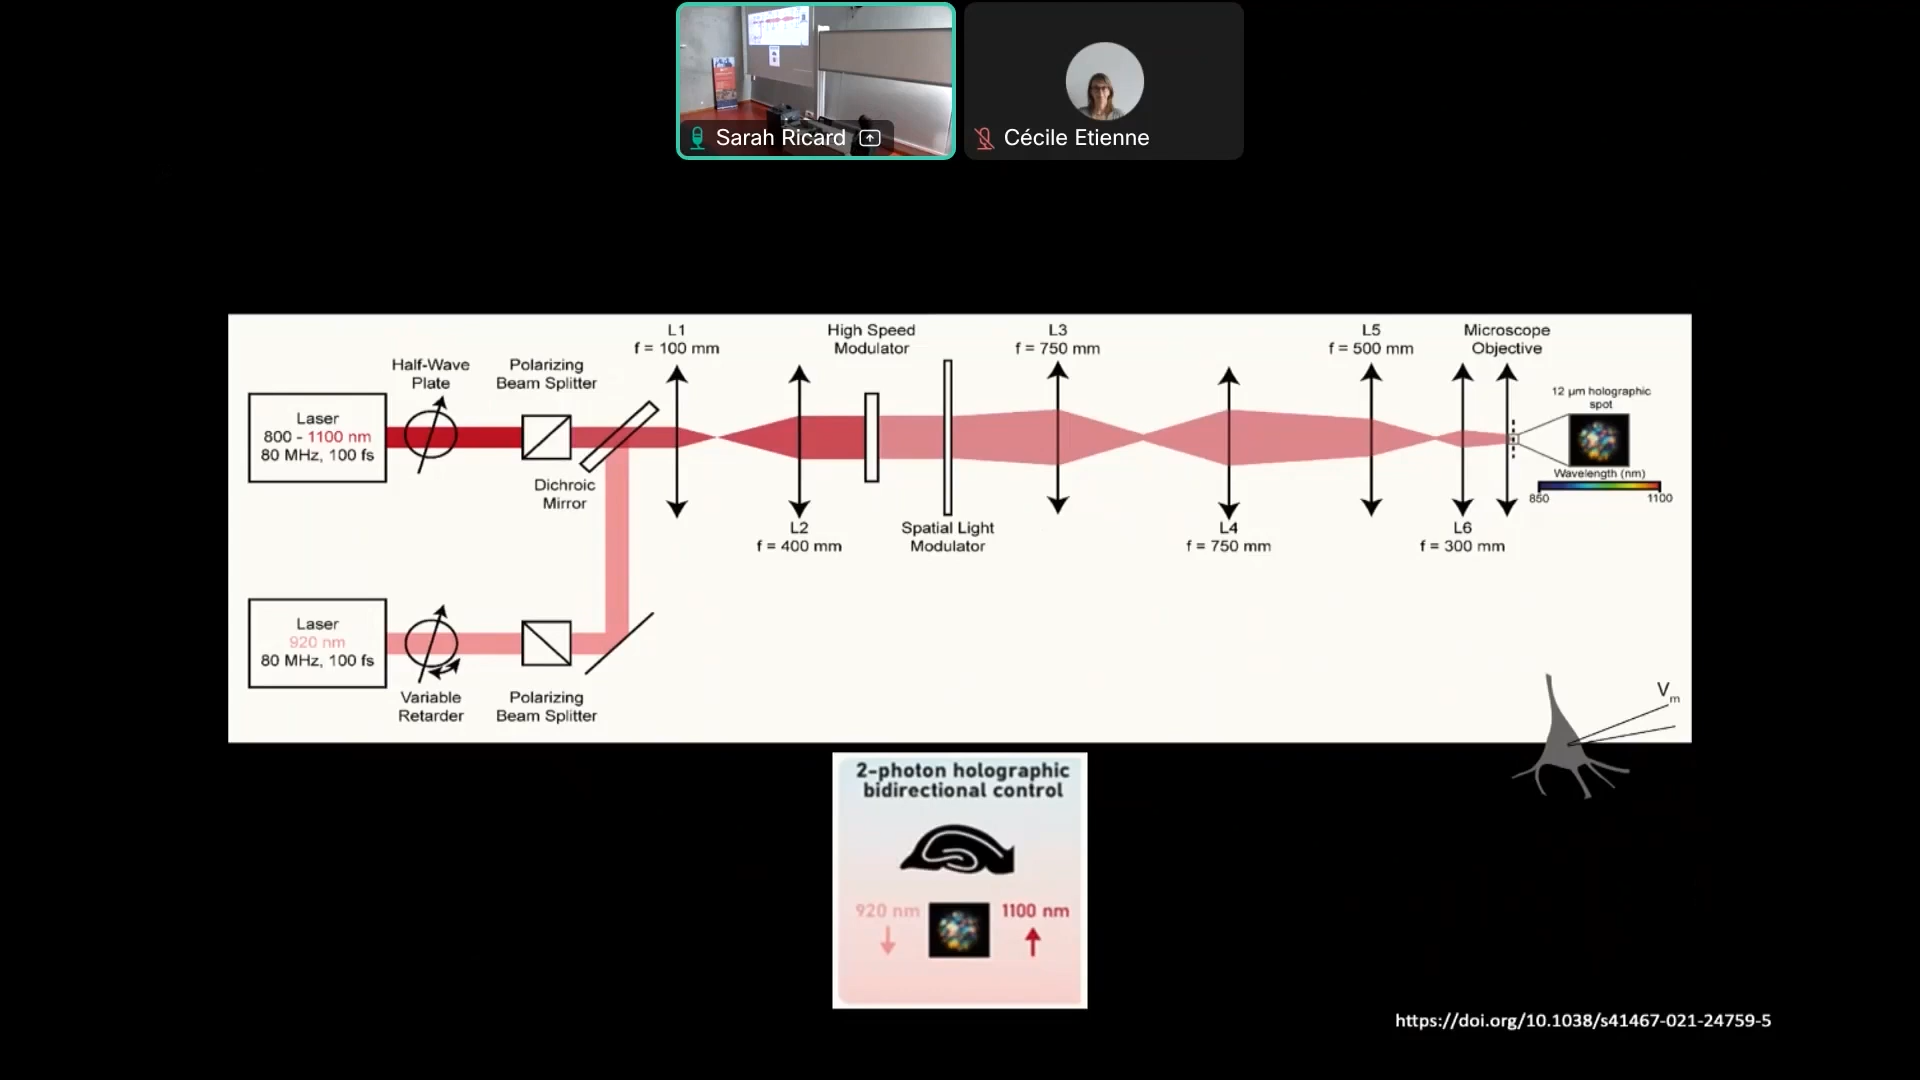 Sarah Ricard
Cécile Etienne
L1
f = 100 mm
High Speed
Modulator
L3
f = 750 mm
L5
f = 500 mm
Microscope
Objective
Half-Wave
Plate
Polarizing
Beam Splitter
12 µm holographic
spot
Laser
800 - 1100 nm
80 MHz, 100 fs
Wavelength (nm)
850
1100
Dichroic
Mirror
L2
f = 400 mm
Spatial Light
Modulator
L4
f = 750 mm
L6
f = 300 mm
Laser
920 nm
80 MHz, 100 fs
Variable
Retarder
Polarizing
Beam Splitter
Vm
2-photon holographic
bidirectional control
920 nm
1100 nm
https://doi.org/10.1038/s41467-021-24759-5